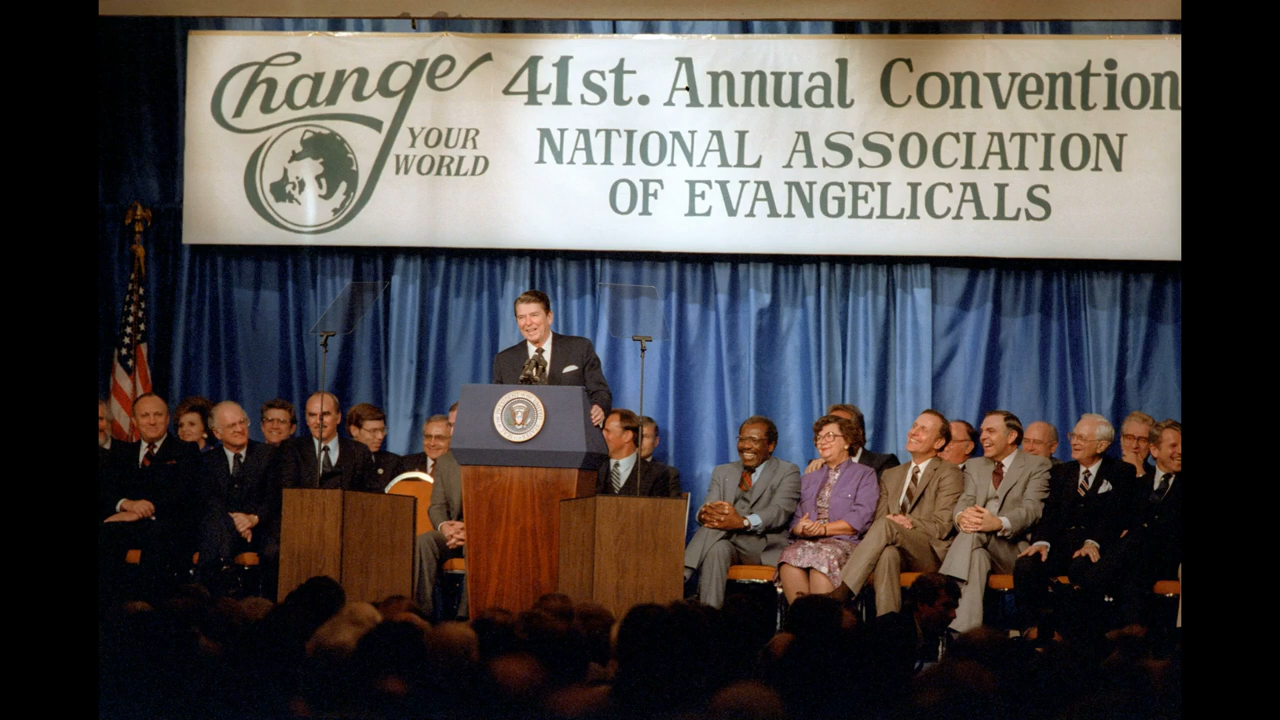 Change
YOUR
WORLD
41st. Annual Convention
NATIONAL ASSOCIATION
OF EVANGELICALS